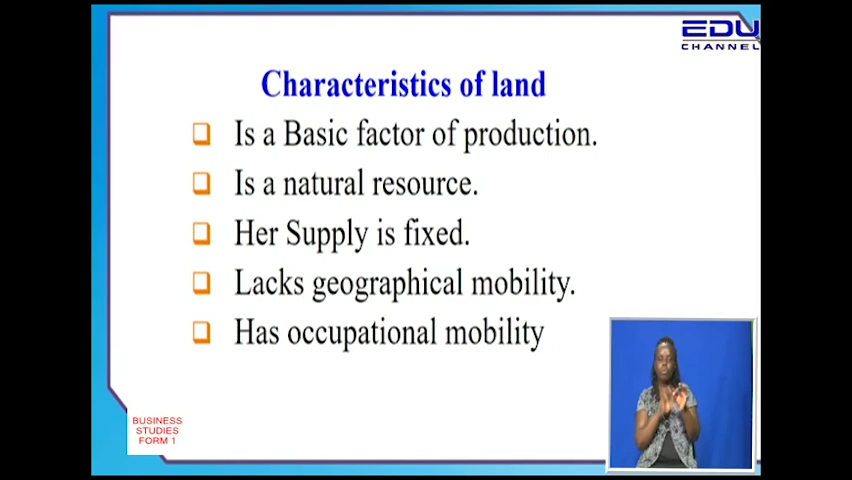 EDU
CHANNEL
Characteristics of land
Is a Basic factor of production.
Is a natural resource.
Her Supply is fixed.
Lacks geographical mobility.
Has occupational mobility
BUSINESS
STUDIES
FORM 1